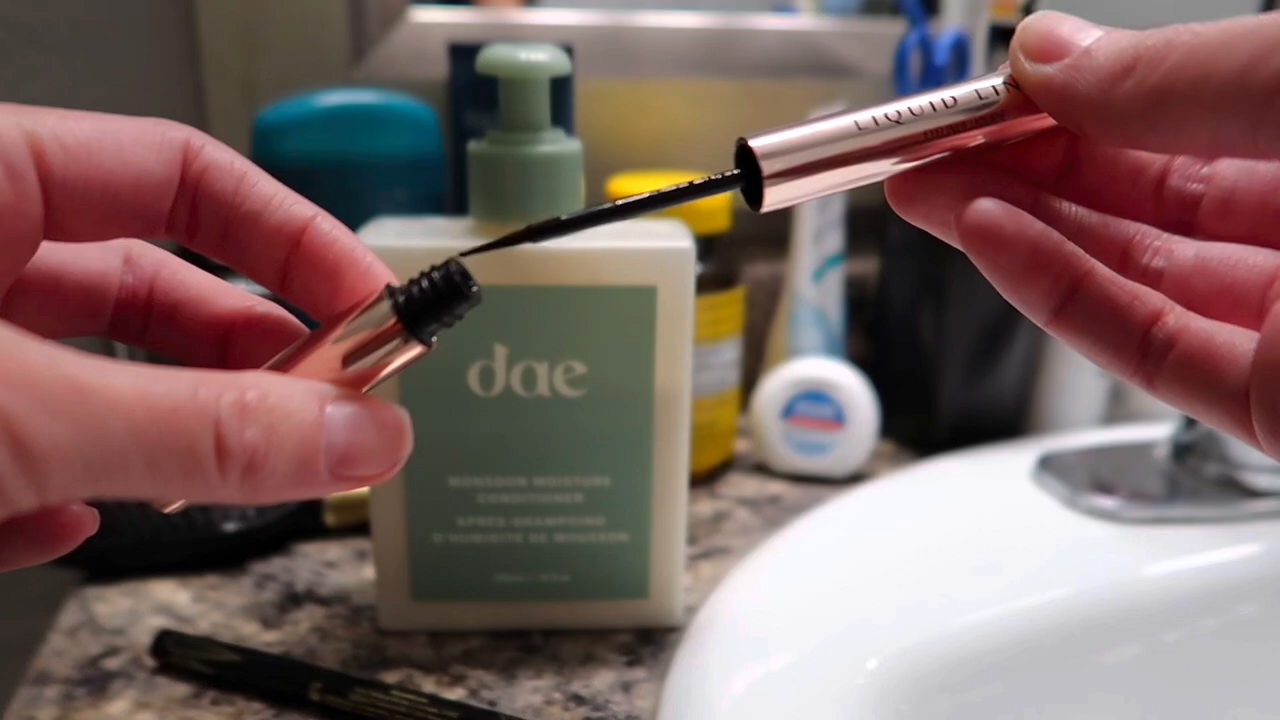 LIQUID LIN
dae
MONSOON MOISTURE
CONDITIONER
APRÈS-SHAMPOING
D'HUMIDITÉ DE MOUSSON